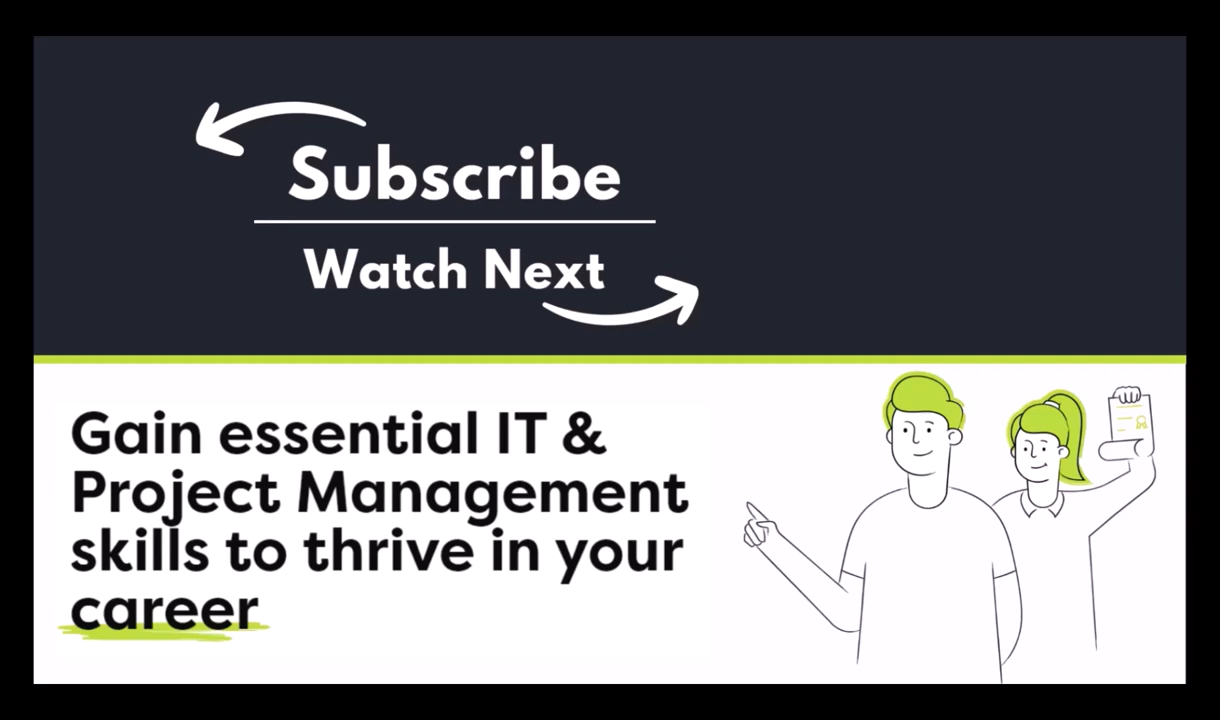 Subscribe
Watch Next
Gain essential IT &
Project Management
skills to thrive in your
career